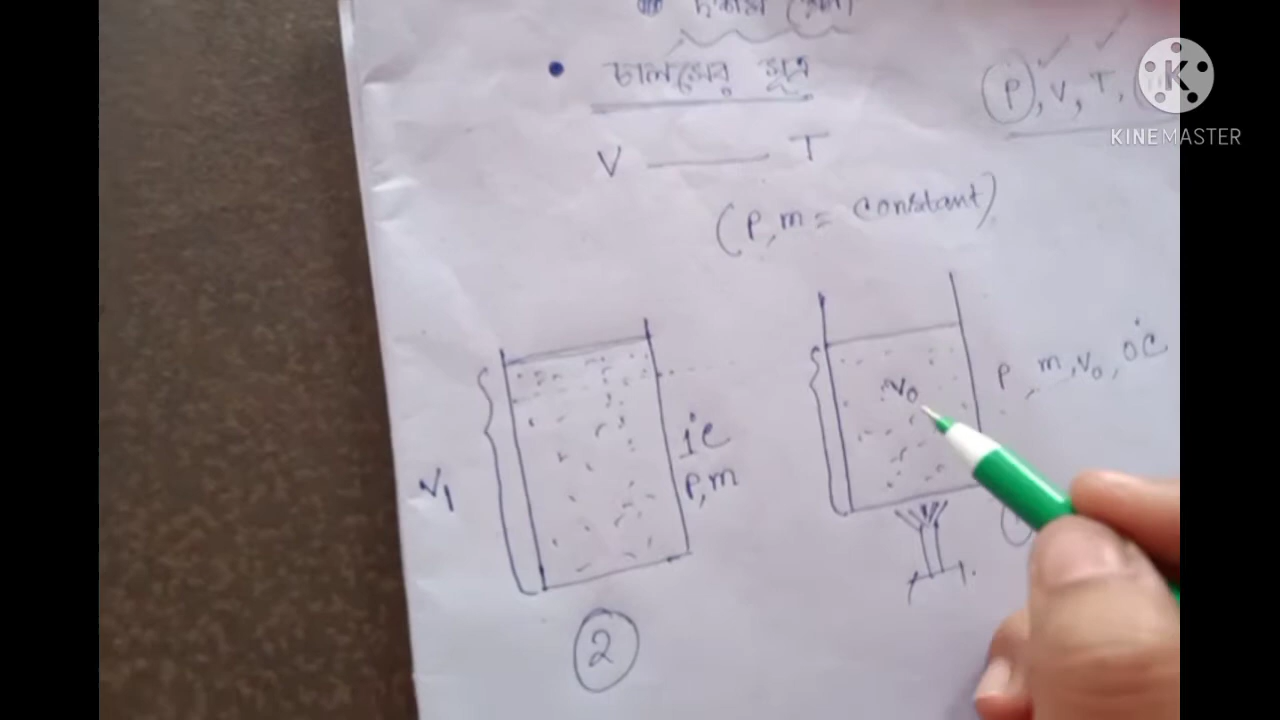 চার্লসের সূত্র
P, V, T,
V — T
(P, m = constant)
V₀
P, m, V₀, 0°C
1°C
P, m
V₁
2
K
KINEMASTER